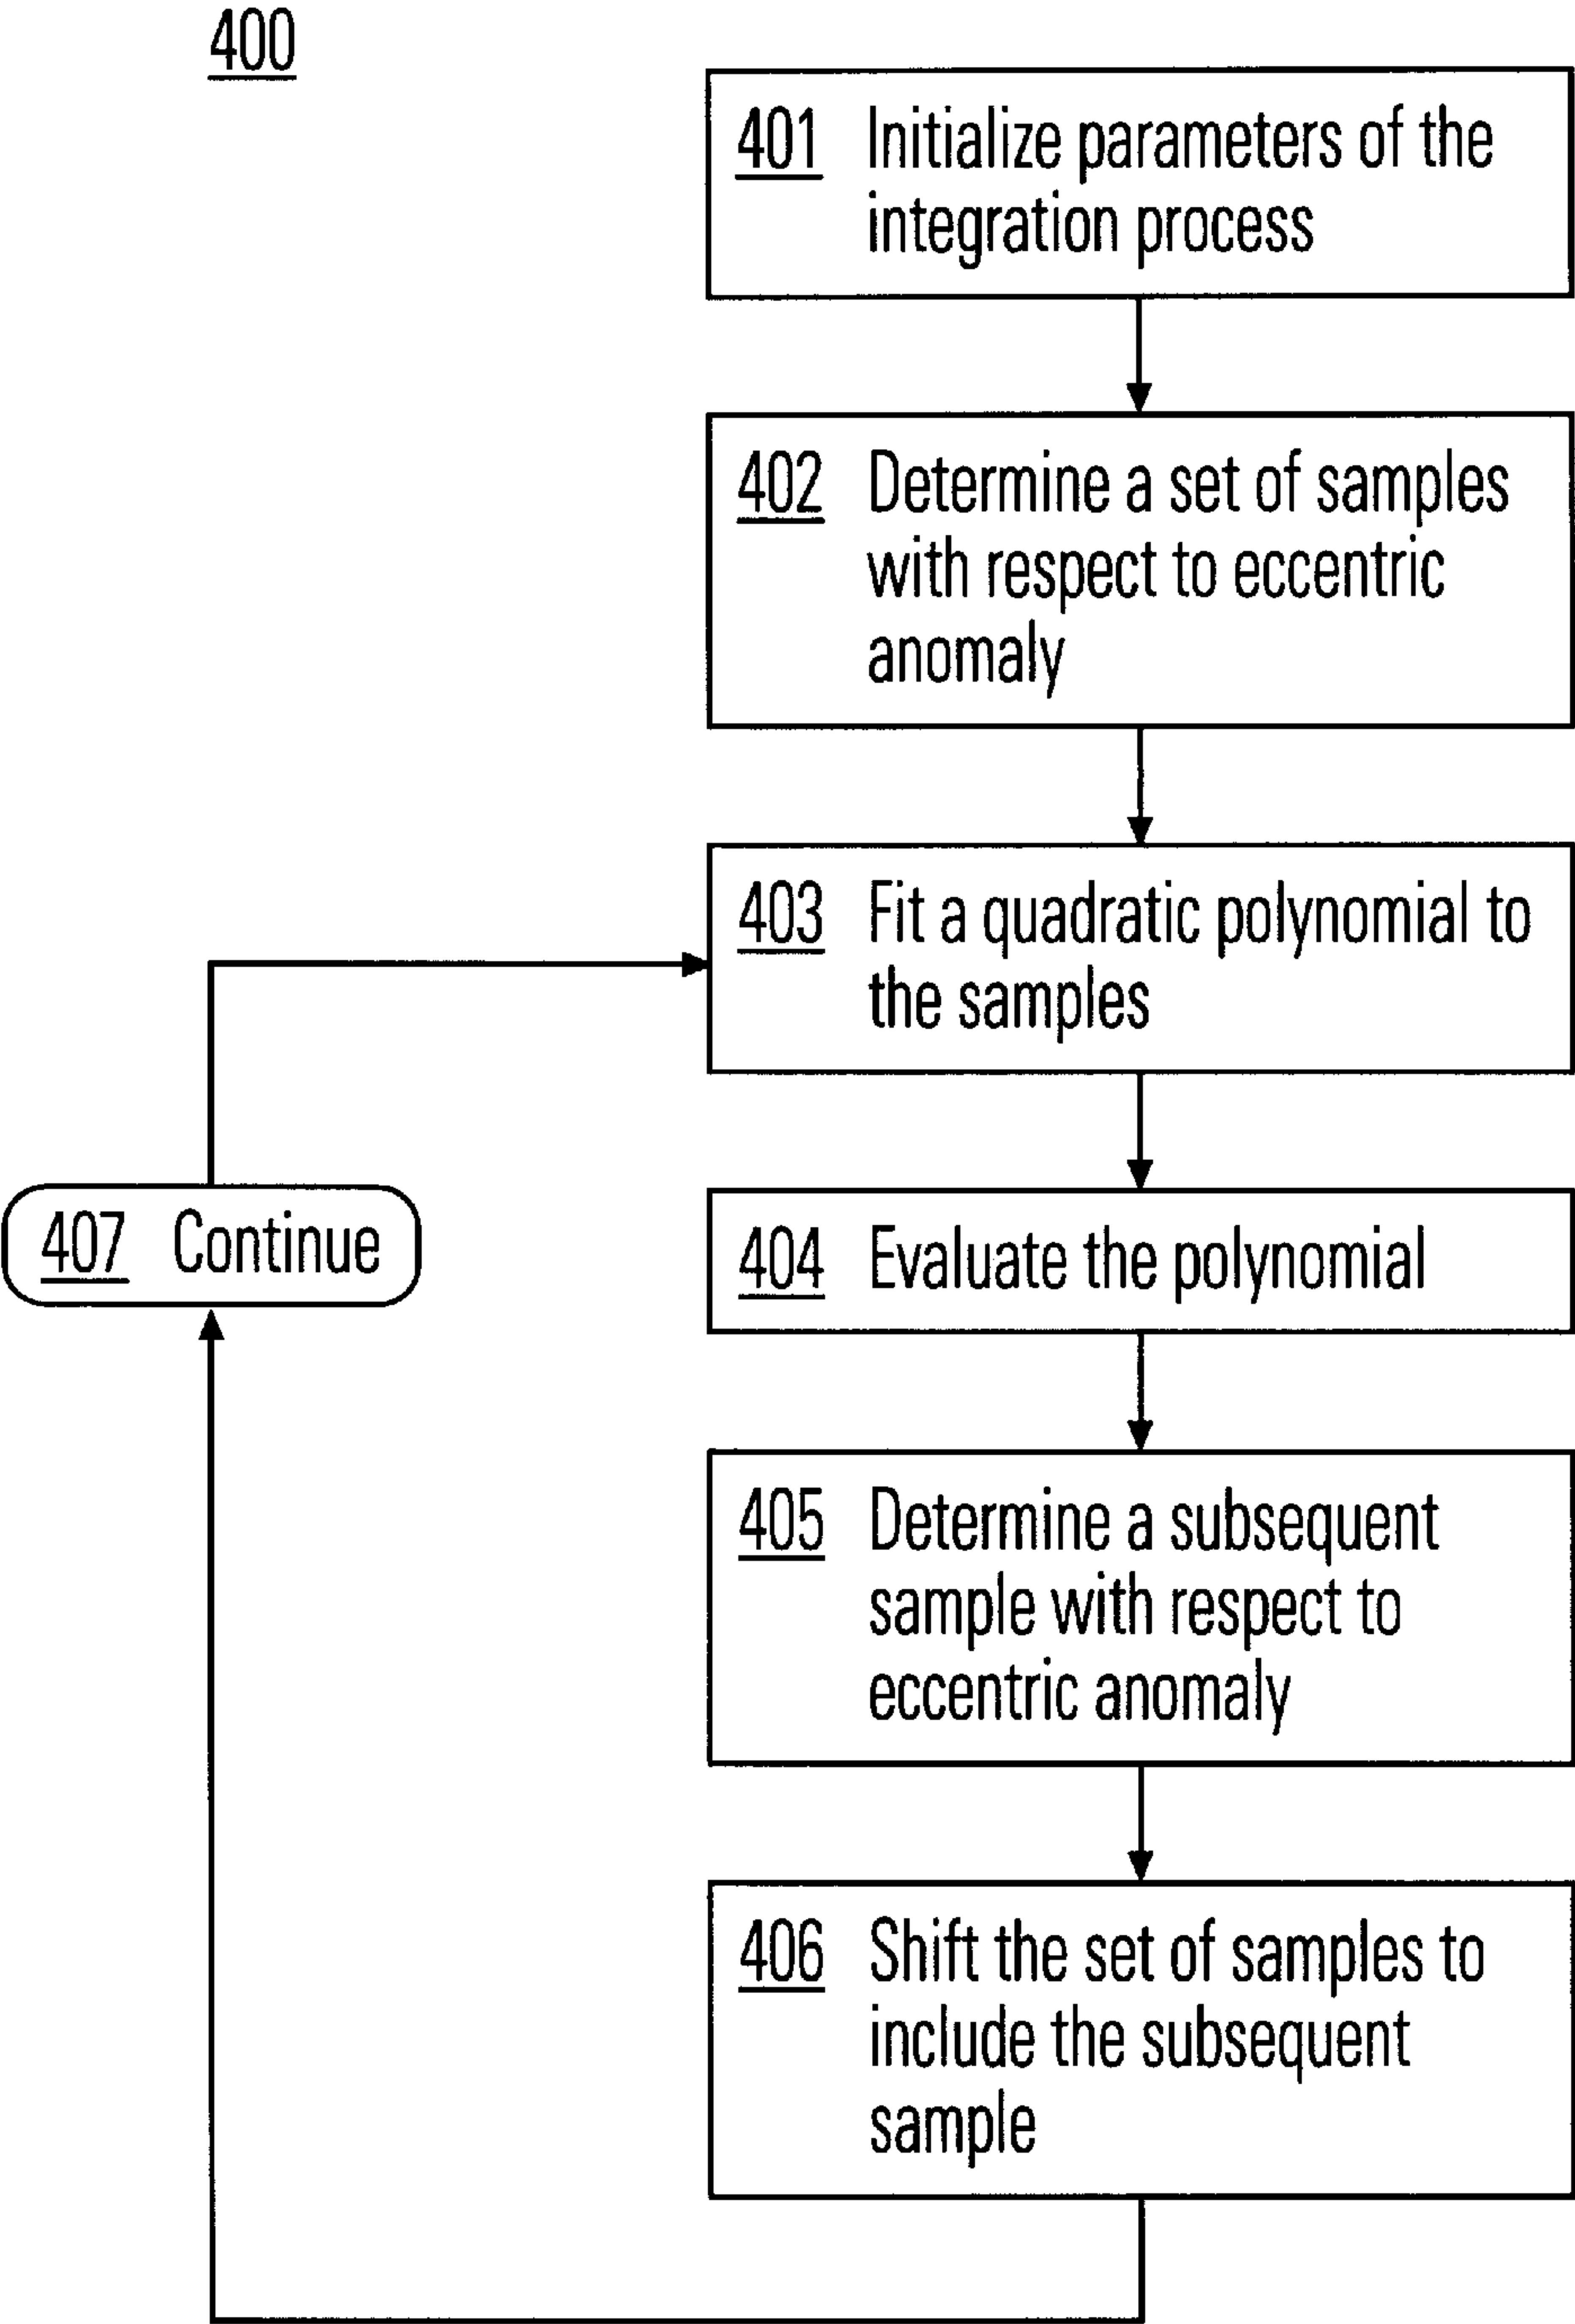 400
401 Initialize parameters of the
integration process
402 Determine a set of samples
with respect to eccentric
anomaly
403 Fit a quadratic polynomial to
the samples
407 Continue
404 Evaluate the polynomial
405 Determine a subsequent
sample with respect to
eccentric anomaly
406 Shift the set of samples to
include the subsequent
sample